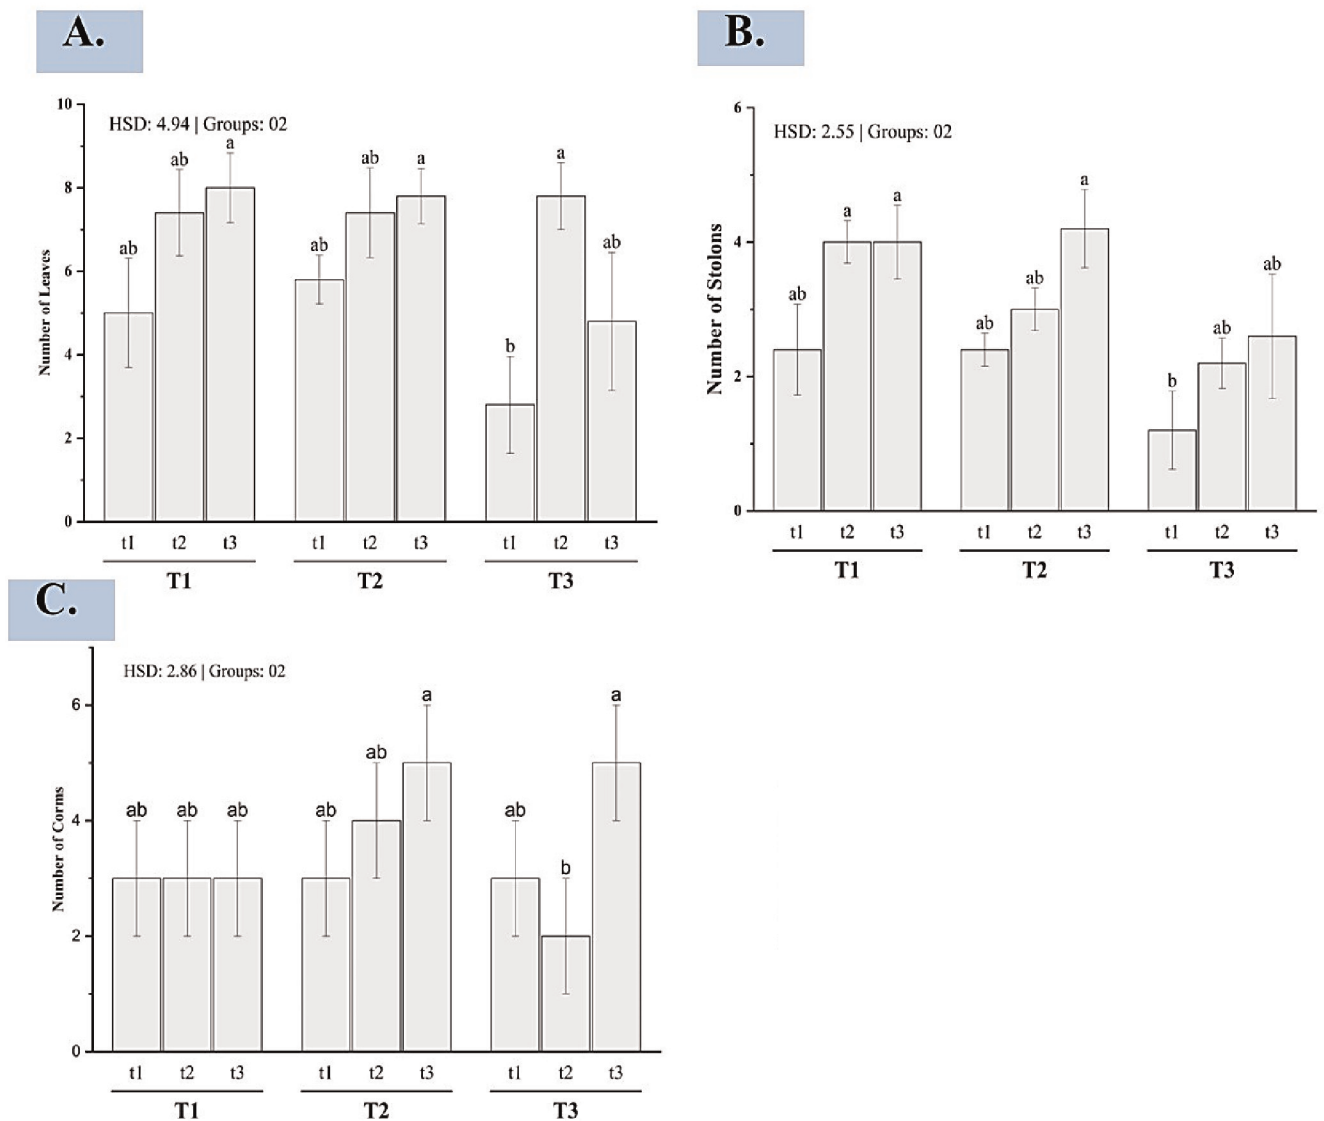 A.
HSD: 4.94 | Groups: 02
Number of Leaves
10
8
6
4
2
0
ab
ab
a
ab
ab
a
b
a
ab
t1 t2 t3 t1 t2 t3 t1 t2 t3
T1 T2 T3
B.
HSD: 2.55 | Groups: 02
Number of Stolons
6
4
2
0
ab
a
a
ab
ab
a
b
ab
ab
t1 t2 t3 t1 t2 t3 t1 t2 t3
T1 T2 T3
C.
HSD: 2.86 | Groups: 02
Number of Corms
6
4
2
0
ab
ab
ab
ab
ab
a
ab
b
a
t1 t2 t3 t1 t2 t3 t1 t2 t3
T1 T2 T3